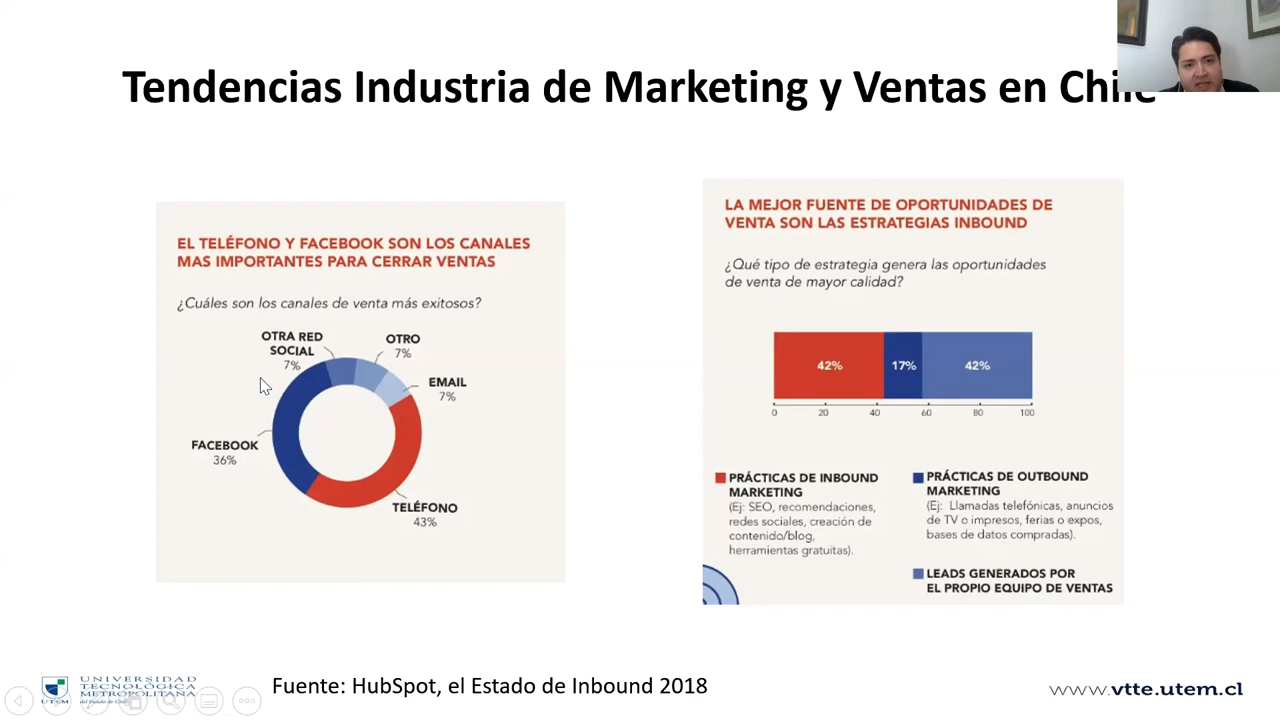 Tendencias Industria de Marketing y Ventas en Chile
EL TELÉFONO Y FACEBOOK SON LOS CANALES
MAS IMPORTANTES PARA CERRAR VENTAS
¿Cuáles son los canales de venta más exitosos?
OTRA RED
SOCIAL
7%
OTRO
7%
EMAIL
7%
FACEBOOK
36%
TELÉFONO
43%
LA MEJOR FUENTE DE OPORTUNIDADES DE
VENTA SON LAS ESTRATEGIAS INBOUND
¿Qué tipo de estrategia genera las oportunidades
de venta de mayor calidad?
42% 17% 42%
0 20 40 60 80 100
PRÁCTICAS DE INBOUND
MARKETING
(Ej: SEO, recomendaciones,
redes sociales, creación de
contenido/blog,
herramientas gratuitas).
PRÁCTICAS DE OUTBOUND
MARKETING
(Ej: Llamadas telefónicas, anuncios
de TV o impresos, ferias o expos,
bases de datos compradas).
LEADS GENERADOS POR
EL PROPIO EQUIPO DE VENTAS
UNIVERSIDAD
TECNOLÓGICA
METROPOLITANA
del Estado de Chile
UTEM
Fuente: HubSpot, el Estado de Inbound 2018
www.vtte.utem.cl